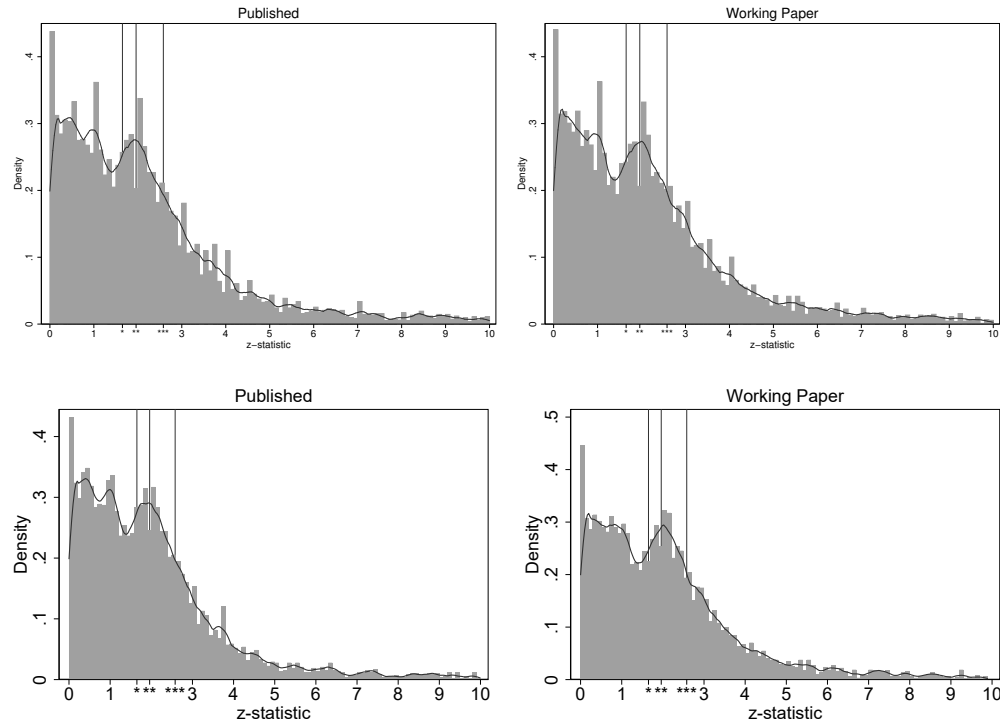 Published
Working Paper
Density
.4
.3
.2
.1
0
0 1 * ** *** 3 4 5 6 7 8 9 10
z−statistic
Density
.4
.3
.2
.1
0
0 1 * ** *** 3 4 5 6 7 8 9 10
z−statistic
Published
Working Paper
Density
.4
.3
.2
.1
0
0 1 * ** *** 3 4 5 6 7 8 9 10
z-statistic
Density
.5
.4
.3
.2
.1
0
0 1 * ** *** 3 4 5 6 7 8 9 10
z-statistic